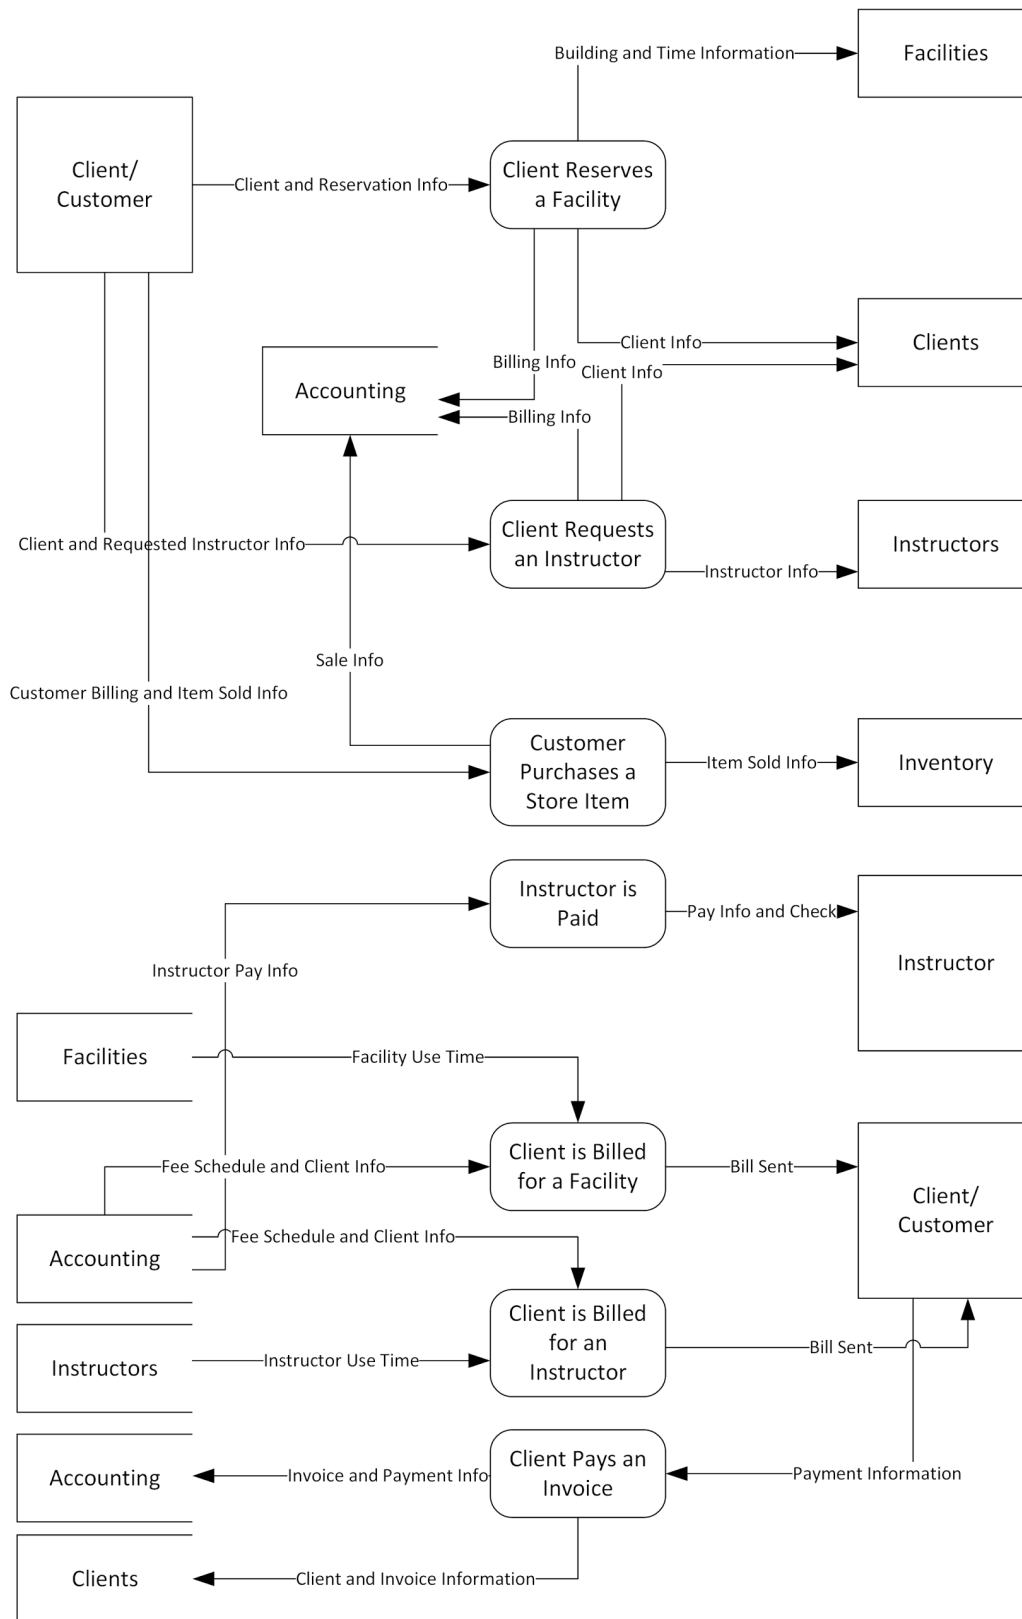 Building and Time Information
Facilities
Client/
Customer
Client and Reservation Info
Client Reserves
a Facility
Client Info
Clients
Billing Info
Client Info
Accounting
Billing Info
Client and Requested Instructor Info
Client Requests
an Instructor
Instructors
Instructor Info
Sale Info
Customer Billing and Item Sold Info
Customer
Purchases a
Store Item
Item Sold Info
Inventory
Instructor is
Paid
Pay Info and Check
Instructor
Instructor Pay Info
Facilities
Facility Use Time
Fee Schedule and Client Info
Client is Billed
for a Facility
Bill Sent
Client/
Customer
Accounting
Fee Schedule and Client Info
Client is Billed
for an
Instructor
Bill Sent
Instructors
Instructor Use Time
Accounting
Invoice and Payment Info
Client Pays an
Invoice
Payment Information
Clients
Client and Invoice Information